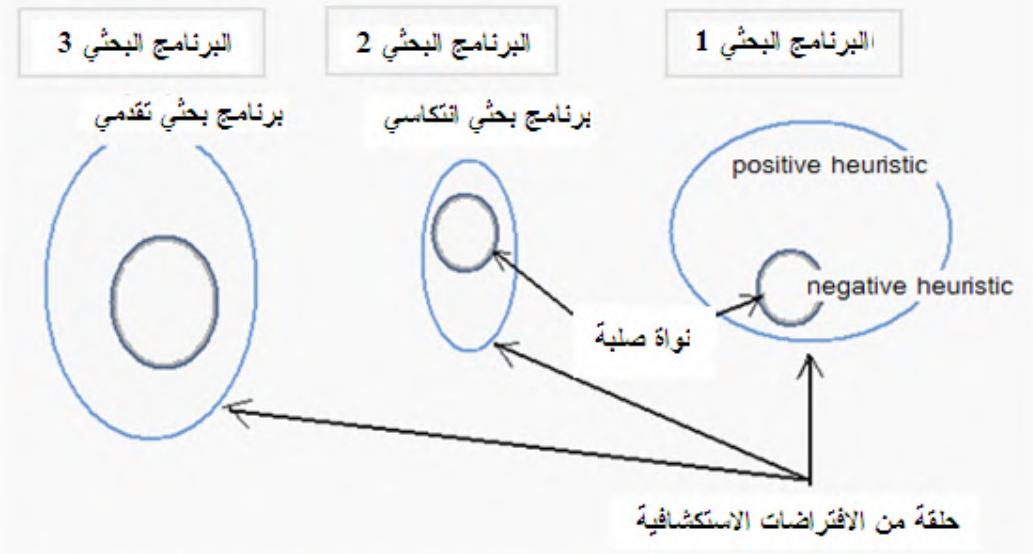 البرنامج البحثي 1
البرنامج البحثي 2
البرنامج البحثي 3
برنامج بحثي انتكاسي
برنامج بحثي تقدمي
positive heuristic
negative heuristic
نواة صلبة
حلقة من الافتراضات الاستكشافية